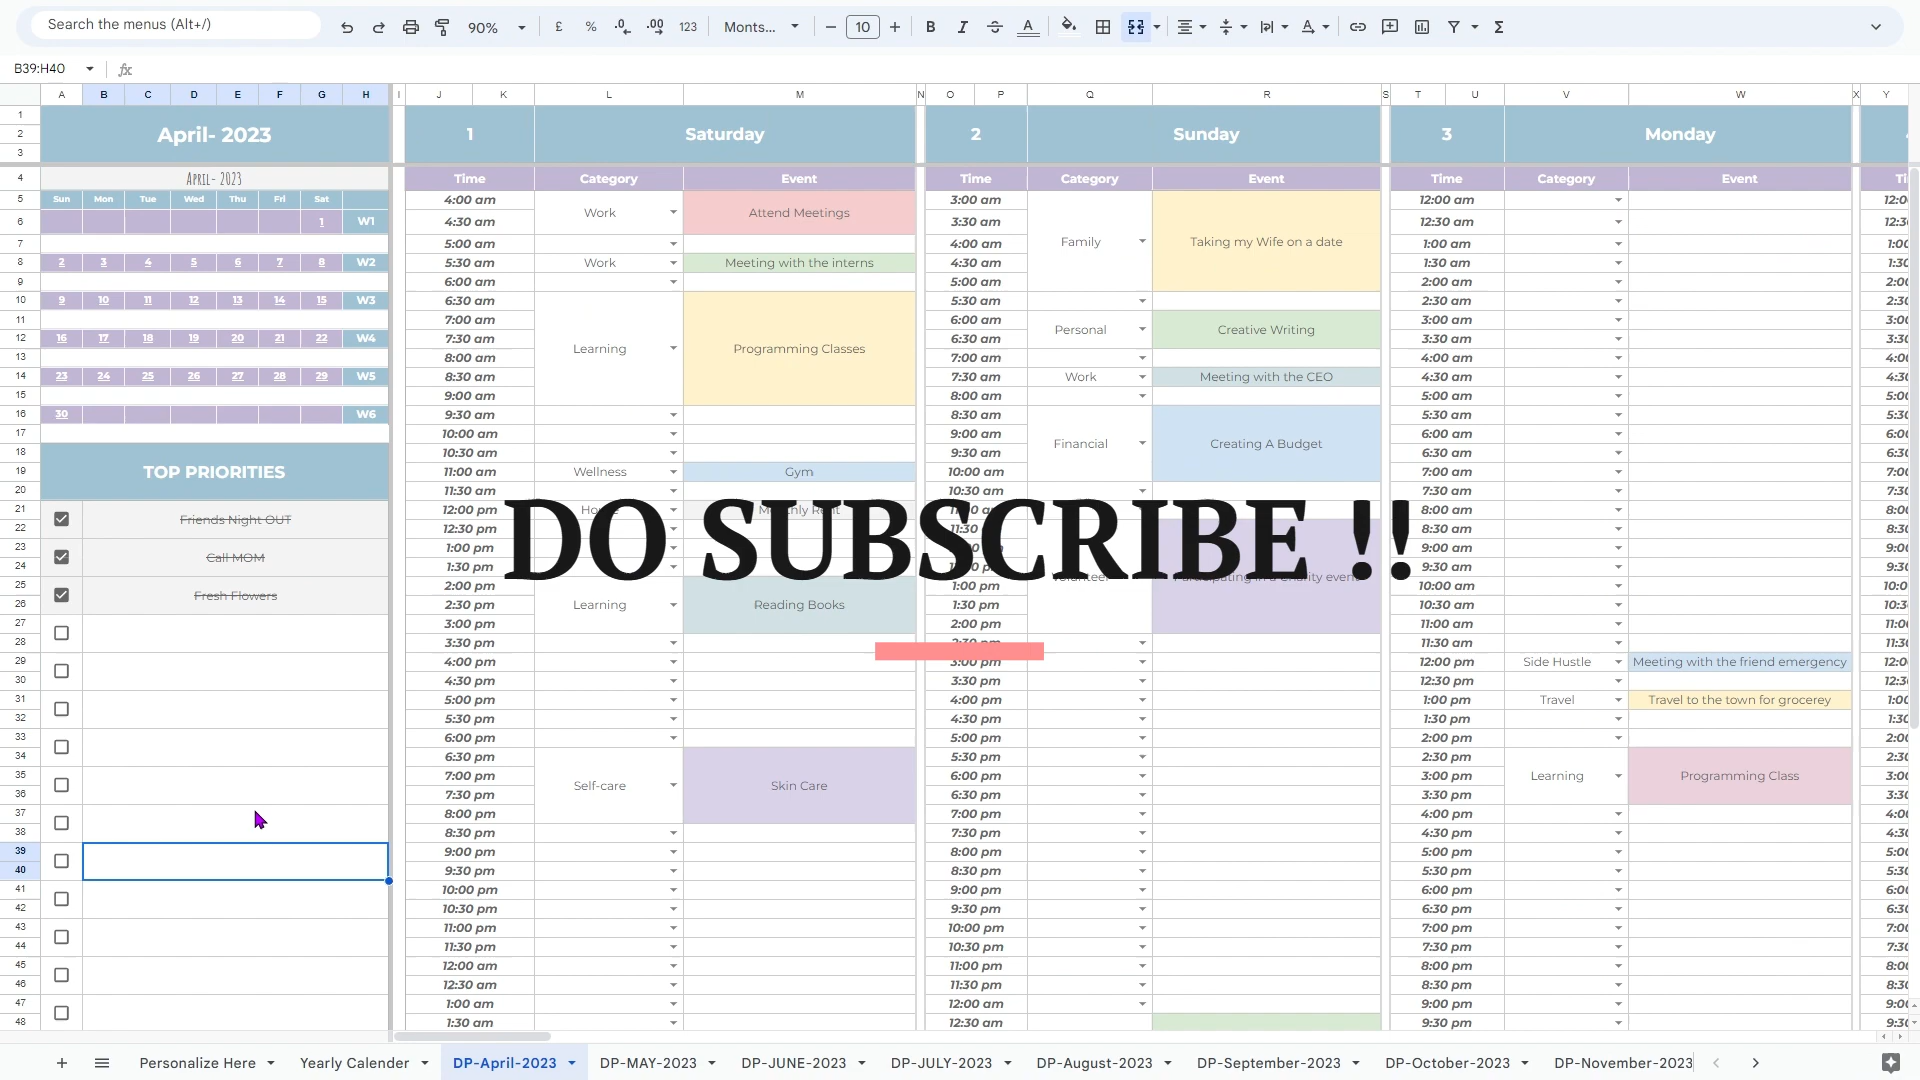 Search the menus (Alt+/)
90%
£ % .0 .00 123 Monts... 10 B I A
B39:H40 fx
A B C D E F G H I J K L M N O P Q R S T U V W X Y
April- 2023 1 Saturday 2 Sunday 3 Monday
April- 2023 Time Category Event Time Category Event Time Category Event
Sun Mon Tue Wed Thu Fri Sat
1 W1
2 3 4 5 6 7 8 W2
9 10 11 12 13 14 15 W3
16 17 18 19 20 21 22 W4
23 24 25 26 27 28 29 W5
30 W6
TOP PRIORITIES
Friends Night OUT
Call MOM
Fresh Flowers
4:00 am Work Attend Meetings
4:30 am
5:00 am
5:30 am Work Meeting with the interns
6:00 am
6:30 am
7:00 am
7:30 am
Learning Programming Classes
8:00 am
8:30 am
9:00 am
9:30 am
10:00 am
10:30 am
11:00 am Wellness Gym
11:30 am
12:00 pm Monthly Rent
12:30 pm
1:00 pm
1:30 pm
2:00 pm
2:30 pm Learning Reading Books
3:00 pm
3:30 pm
4:00 pm
4:30 pm
5:00 pm
5:30 pm
6:00 pm
6:30 pm
7:00 pm
Self-care Skin Care
7:30 pm
8:00 pm
8:30 pm
9:00 pm
9:30 pm
10:00 pm
10:30 pm
11:00 pm
11:30 pm
12:00 am
12:30 am
1:00 am
1:30 am
3:00 am
3:30 am
4:00 am Family Taking my Wife on a date
4:30 am
5:00 am
5:30 am
6:00 am
Personal Creative Writing
6:30 am
7:00 am
7:30 am Work Meeting with the CEO
8:00 am
8:30 am
9:00 am
Financial Creating A Budget
9:30 am
10:00 am
10:30 am
Volunteer Participating in a Charity event
1:00 pm
1:30 pm
2:00 pm
2:30 pm
3:00 pm
3:30 pm
4:00 pm
4:30 pm
5:00 pm
5:30 pm
6:00 pm
6:30 pm
7:00 pm
7:30 pm
8:00 pm
8:30 pm
9:00 pm
9:30 pm
10:00 pm
10:30 pm
11:00 pm
11:30 pm
12:00 am
12:30 am
12:00 am
12:30 am
1:00 am
1:30 am
2:00 am
2:30 am
3:00 am
3:30 am
4:00 am
4:30 am
5:00 am
5:30 am
6:00 am
6:30 am
7:00 am
7:30 am
8:00 am
8:30 am
9:00 am
9:30 am
10:00 am
10:30 am
11:00 am
11:30 am
12:00 pm Side Hustle Meeting with the friend emergency
12:30 pm
1:00 pm Travel Travel to the town for grocerey
1:30 pm
2:00 pm
2:30 pm
3:00 pm Learning Programming Class
3:30 pm
4:00 pm
4:30 pm
5:00 pm
5:30 pm
6:00 pm
6:30 pm
7:00 pm
7:30 pm
8:00 pm
8:30 pm
9:00 pm
9:30 pm
DO SUBSCRIBE !!
Personalize Here Yearly Calender DP-April-2023 DP-MAY-2023 DP-JUNE-2023 DP-JULY-2023 DP-August-2023 DP-September-2023 DP-October-2023 DP-November-2023